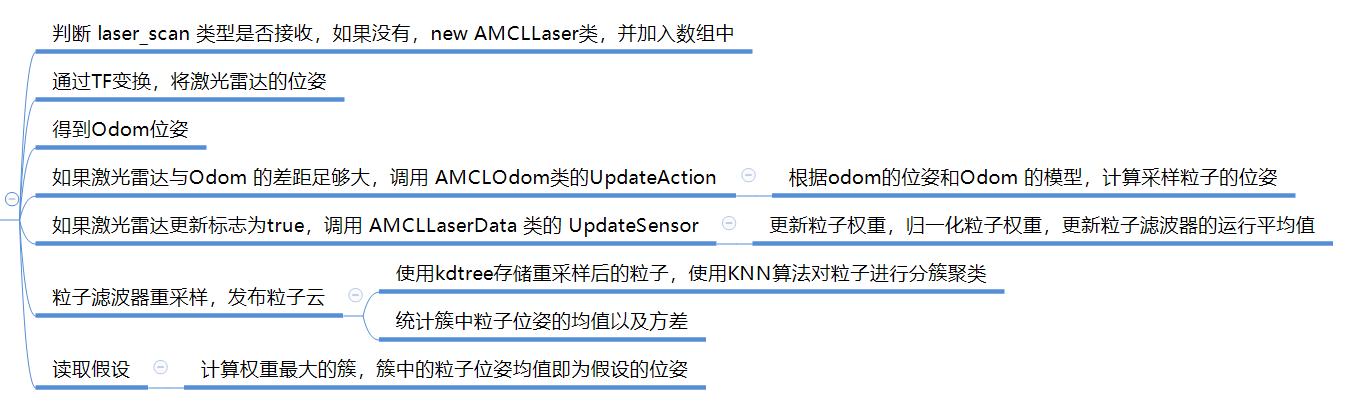 判断 laser_scan 类型是否接收，如果没有，new AMCLLaser类，并加入数组中
通过TF变换，将激光雷达的位姿
得到Odom位姿
如果激光雷达与Odom 的差距足够大，调用 AMCLOdom类的UpdateAction
根据odom的位姿和Odom 的模型，计算采样粒子的位姿
如果激光雷达更新标志为true，调用 AMCLLaserData 类的 UpdateSensor
更新粒子权重，归一化粒子权重，更新粒子滤波器的运行平均值
粒子滤波器重采样，发布粒子云
使用kdtree存储重采样后的粒子，使用KNN算法对粒子进行分簇聚类
统计簇中粒子位姿的均值以及方差
读取假设
计算权重最大的簇，簇中的粒子位姿均值即为假设的位姿